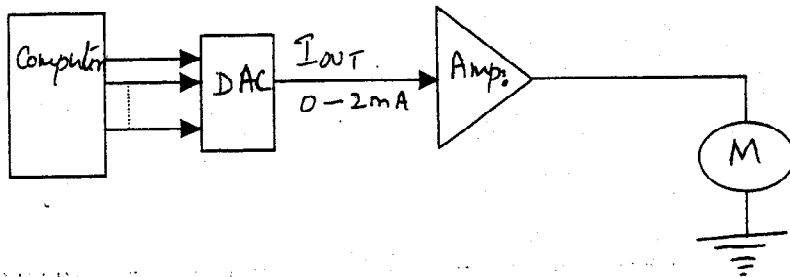 Computer
DAC
IOUT.
0-2mA
Amp:
M